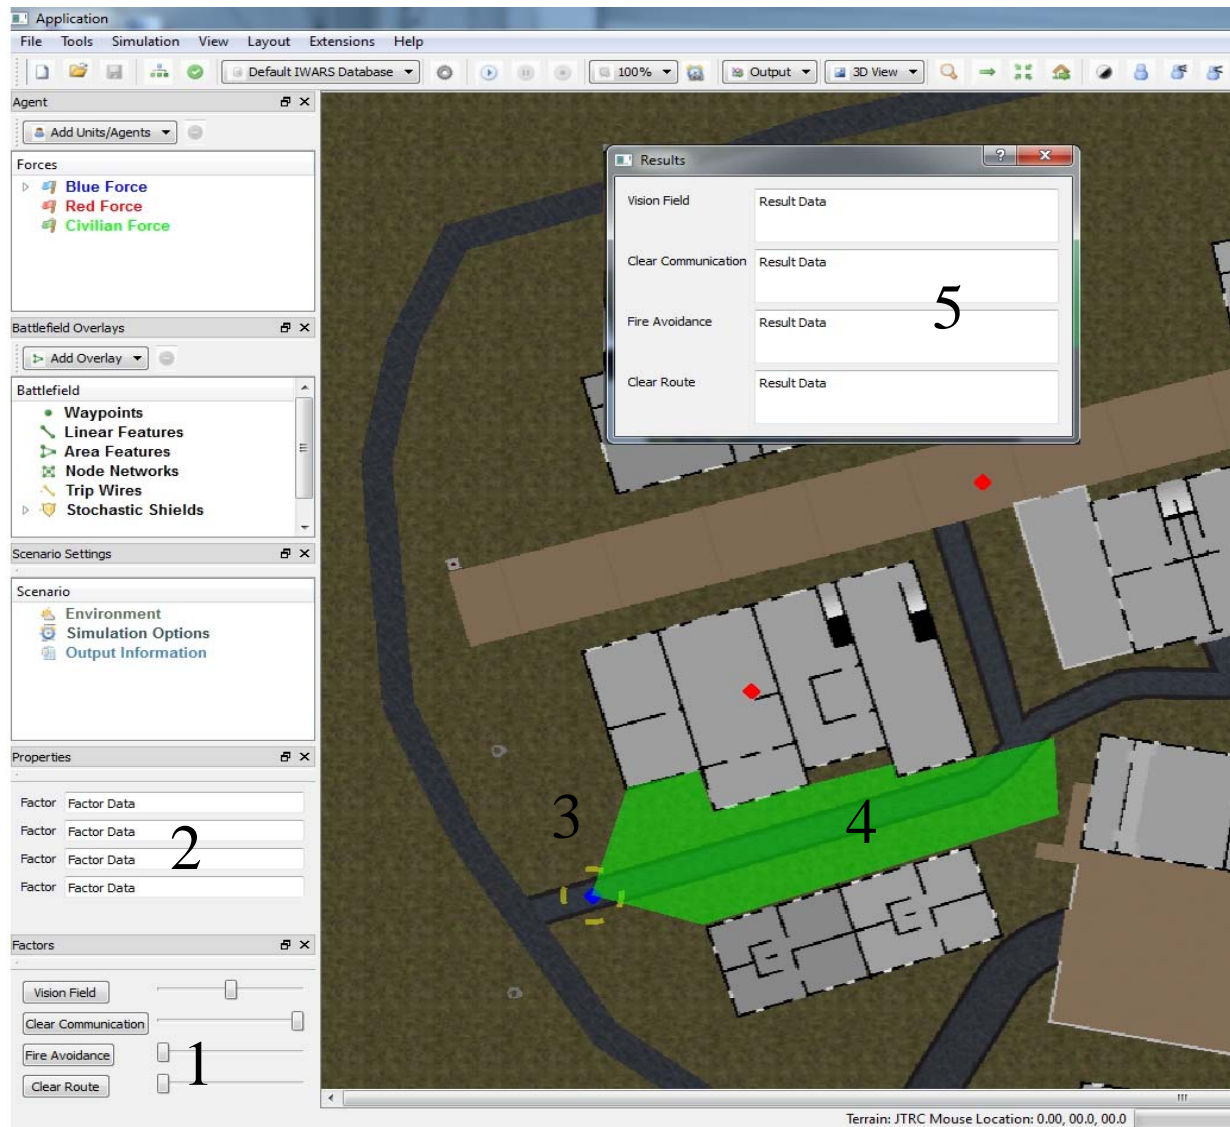 Application
File Tools Simulation View Layout Extensions Help
Default IWARS Database 100% Output 3D View
Agent
Add Units/Agents
Forces
Blue Force
Red Force
Civilian Force
Battlefield Overlays
Add Overlay
Battlefield
Waypoints
Linear Features
Area Features
Node Networks
Trip Wires
Stochastic Shields
Scenario Settings
Scenario
Environment
Simulation Options
Output Information
Properties
Factor Factor Data
Factor Factor Data
2
Factor Factor Data
Factor Factor Data
Factors
Vision Field
Clear Communication
Fire Avoidance
1
Clear Route
Results
Vision Field Result Data
Clear Communication Result Data
5
Fire Avoidance Result Data
Clear Route Result Data
3
4
Terrain: JTRC Mouse Location: 0.00, 00.0, 00.0